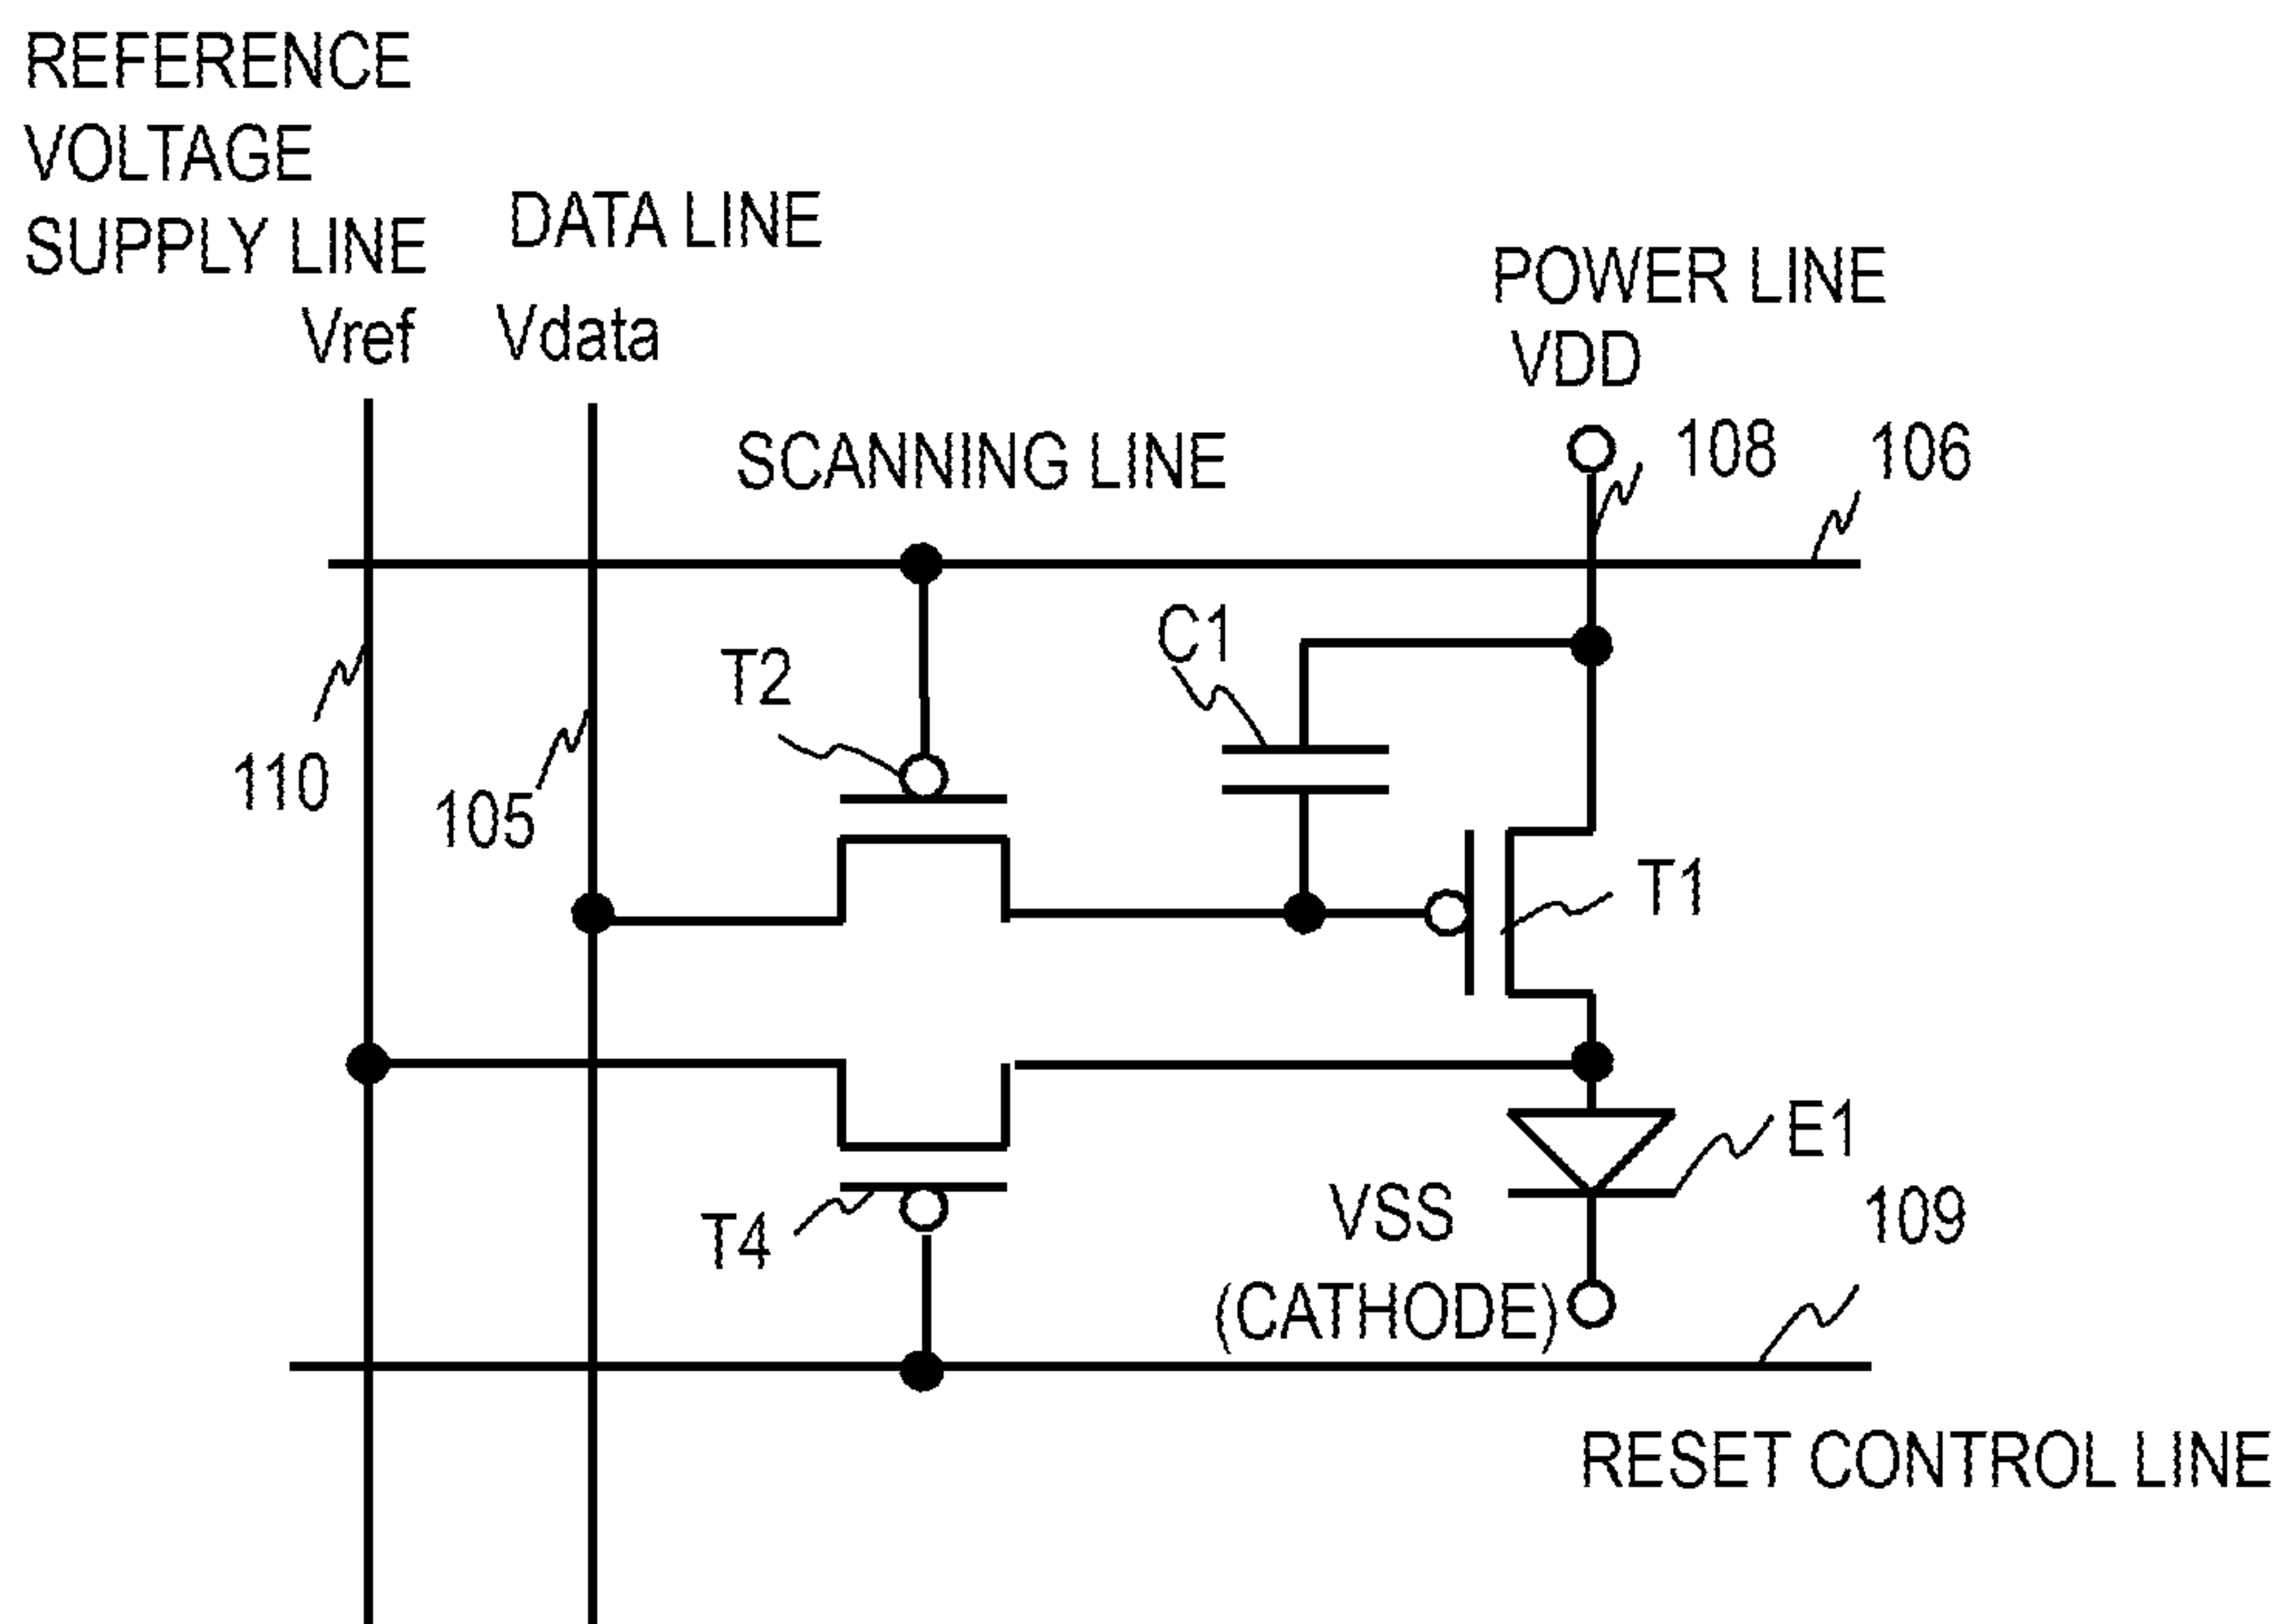 REFERENCE
VOLTAGE
SUPPLY LINE
Vref
DATA LINE
Vdata
POWER LINE
VDD
SCANNING LINE
108
106
C1
T2
110
105
T1
E1
T4
VSS
(CATHODE)
109
RESET CONTROL LINE